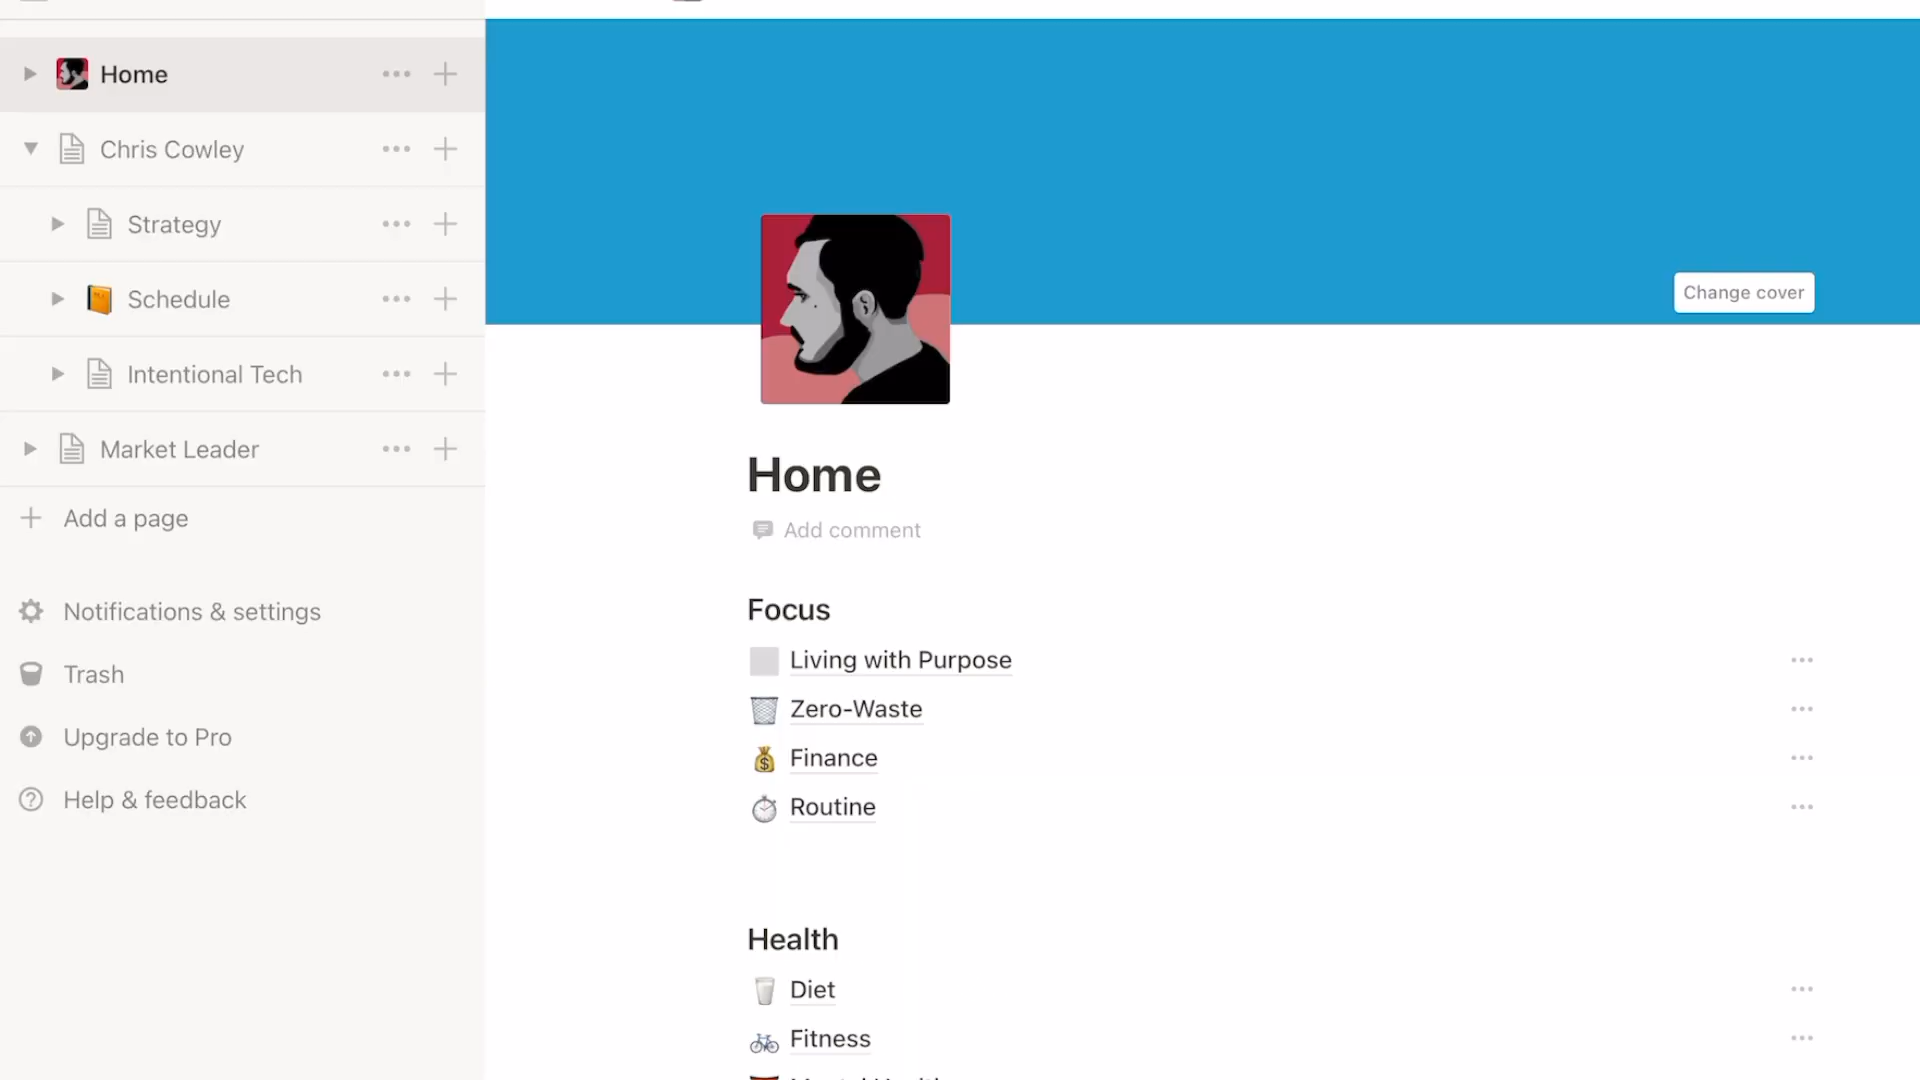 Home
Chris Cowley
Strategy
Schedule
Intentional Tech
Market Leader
Add a page
Notifications & settings
Trash
Upgrade to Pro
Help & feedback
Change cover
Home
Add comment
Focus
Living with Purpose
Zero-Waste
Finance
Routine
Health
Diet
Fitness